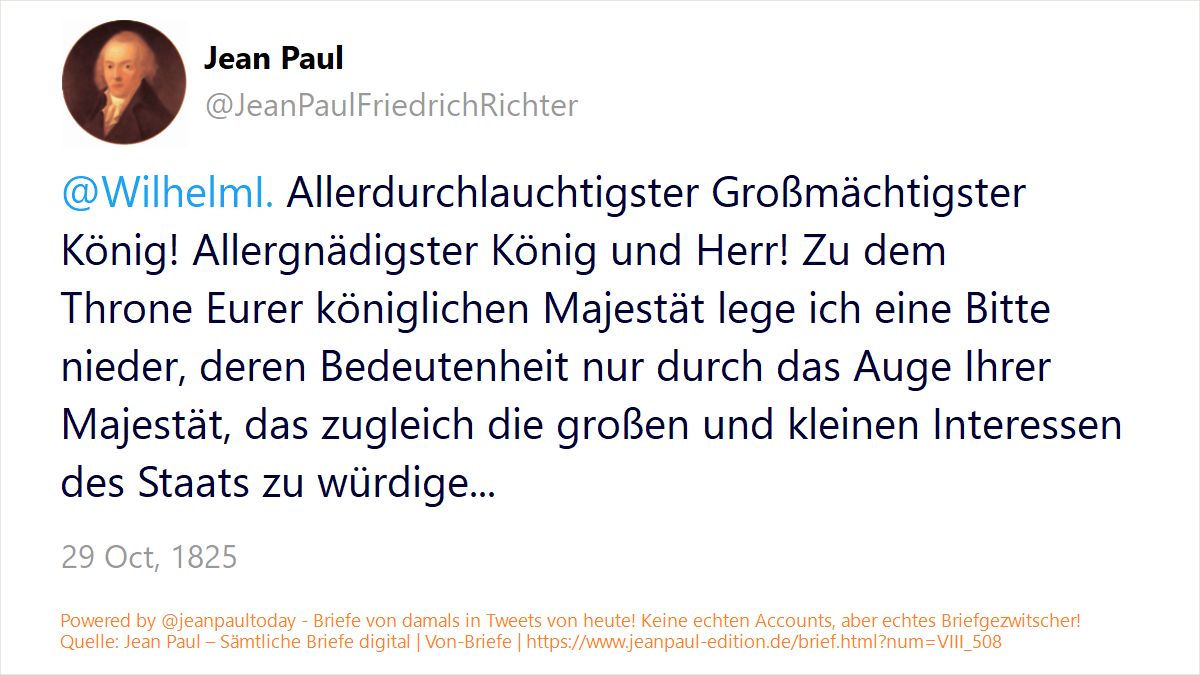 Jean Paul
@JeanPaulFriedrichRichter
@WilhelmI. Allerdurchlauchtigster Großmächtigster
König! Allergnädigster König und Herr! Zu dem
Throne Eurer königlichen Majestät lege ich eine Bitte
nieder, deren Bedeutenheit nur durch das Auge Ihrer
Majestät, das zugleich die großen und kleinen Interessen
des Staats zu würdige...
29 Oct, 1825
Powered by @jeanpaultoday - Briefe von damals in Tweets von heute! Keine echten Accounts, aber echtes Briefgezwitscher!
Quelle: Jean Paul – Sämtliche Briefe digital | Von-Briefe | https://www.jeanpaul-edition.de/brief.html?num=VIII_508